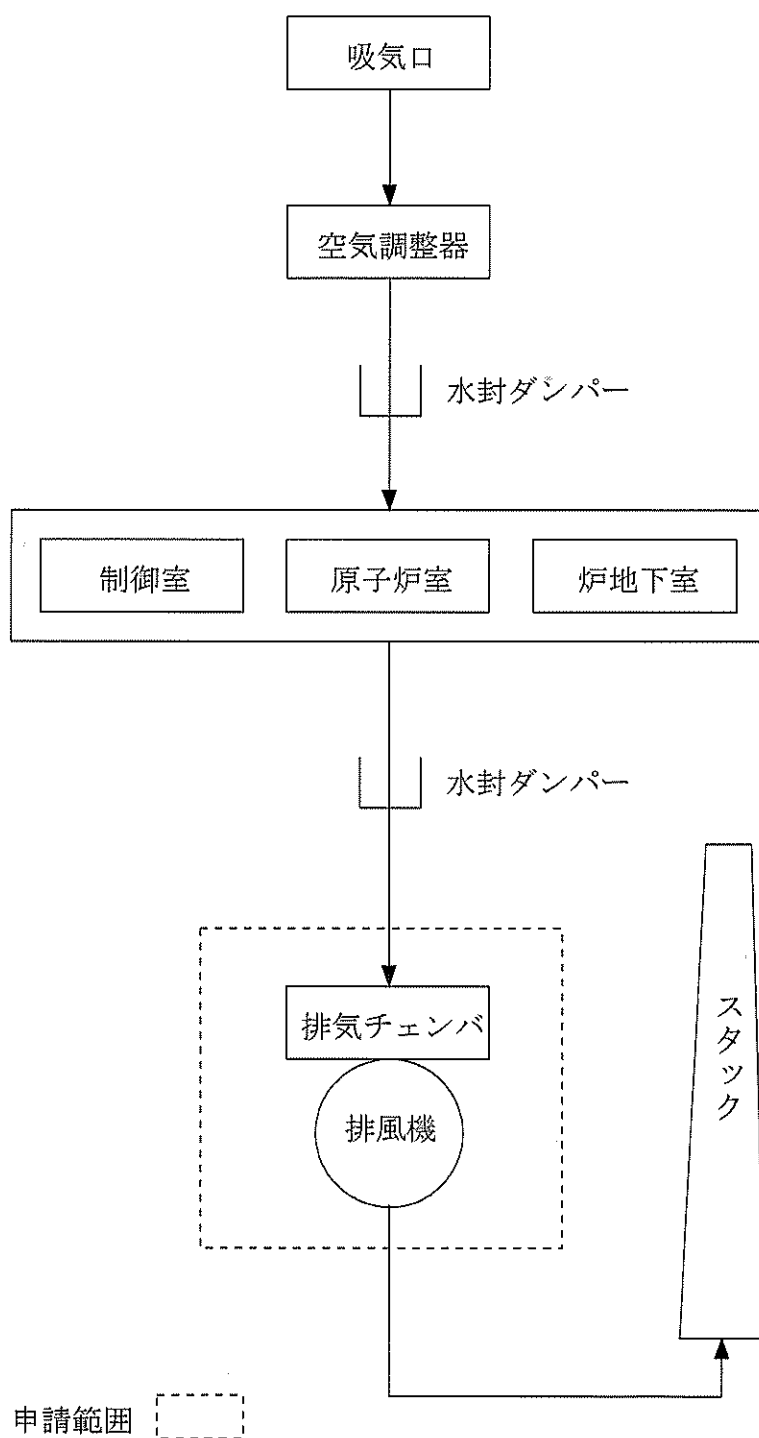 吸気口
空気調整器
水封ダンパー
制御室
原子炉室
炉地下室
水封ダンパー
排気チェンバ
排風機
スタック
申請範囲